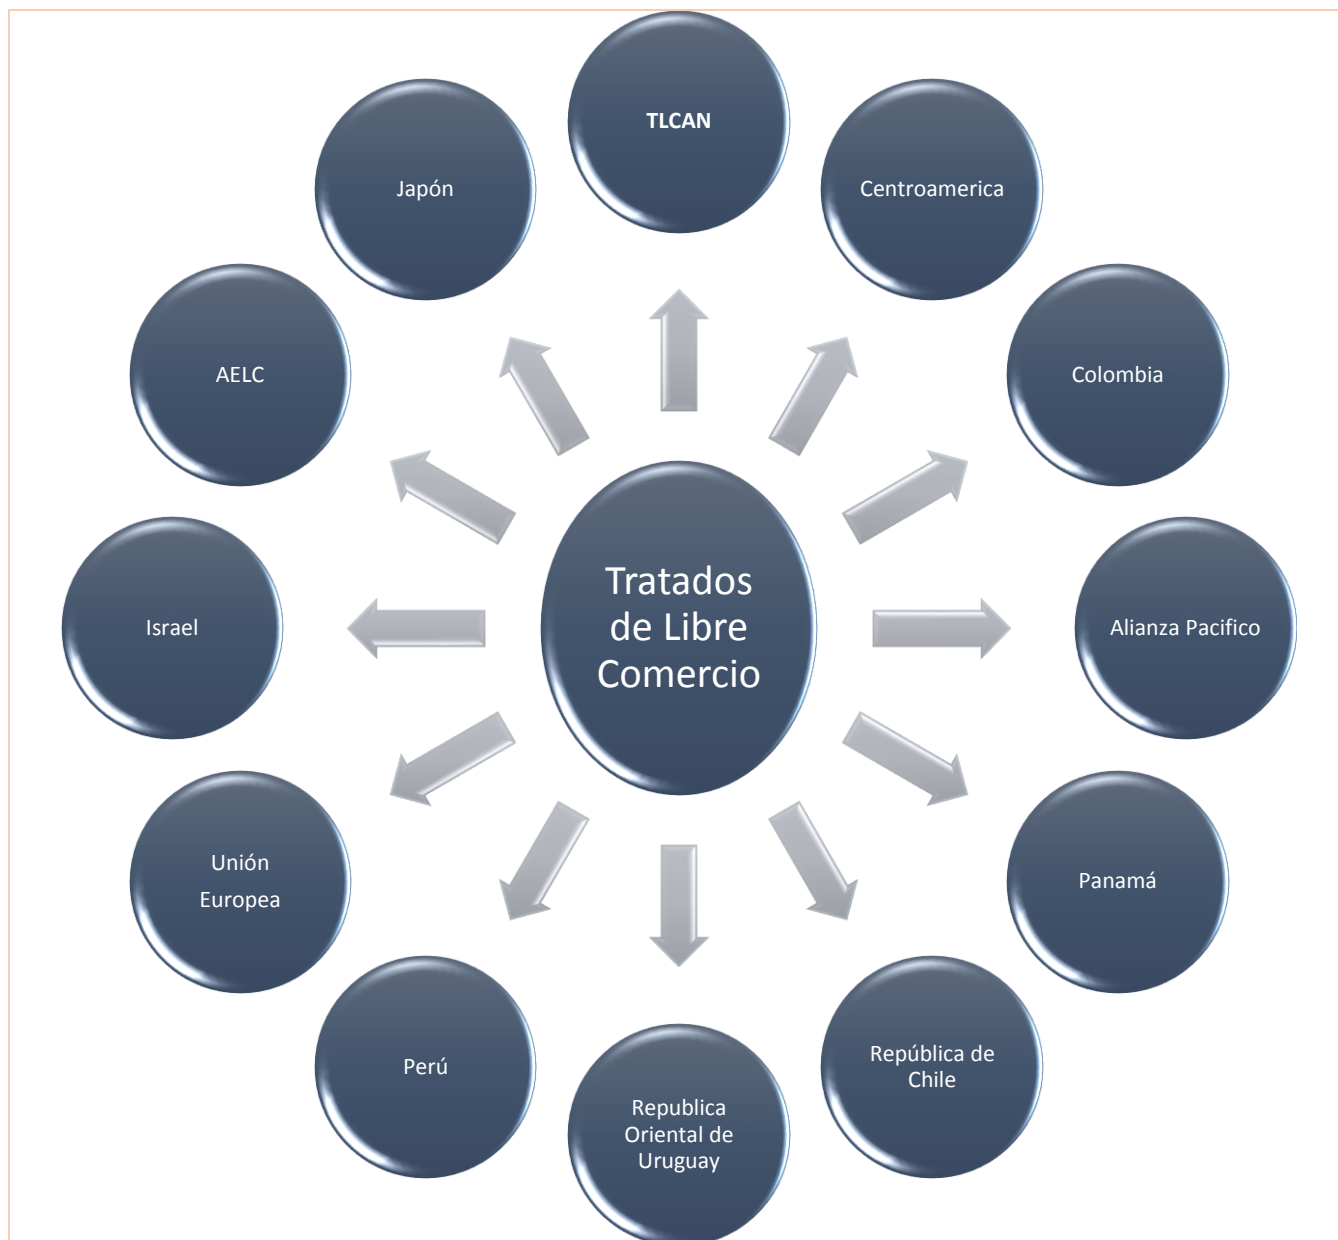 TLCAN
Centroamerica
Colombia
Alianza Pacifico
Panamá
República de
Chile
Republica
Oriental de
Uruguay
Perú
Unión
Europea
Israel
AELC
Japón
Tratados
de Libre
Comercio